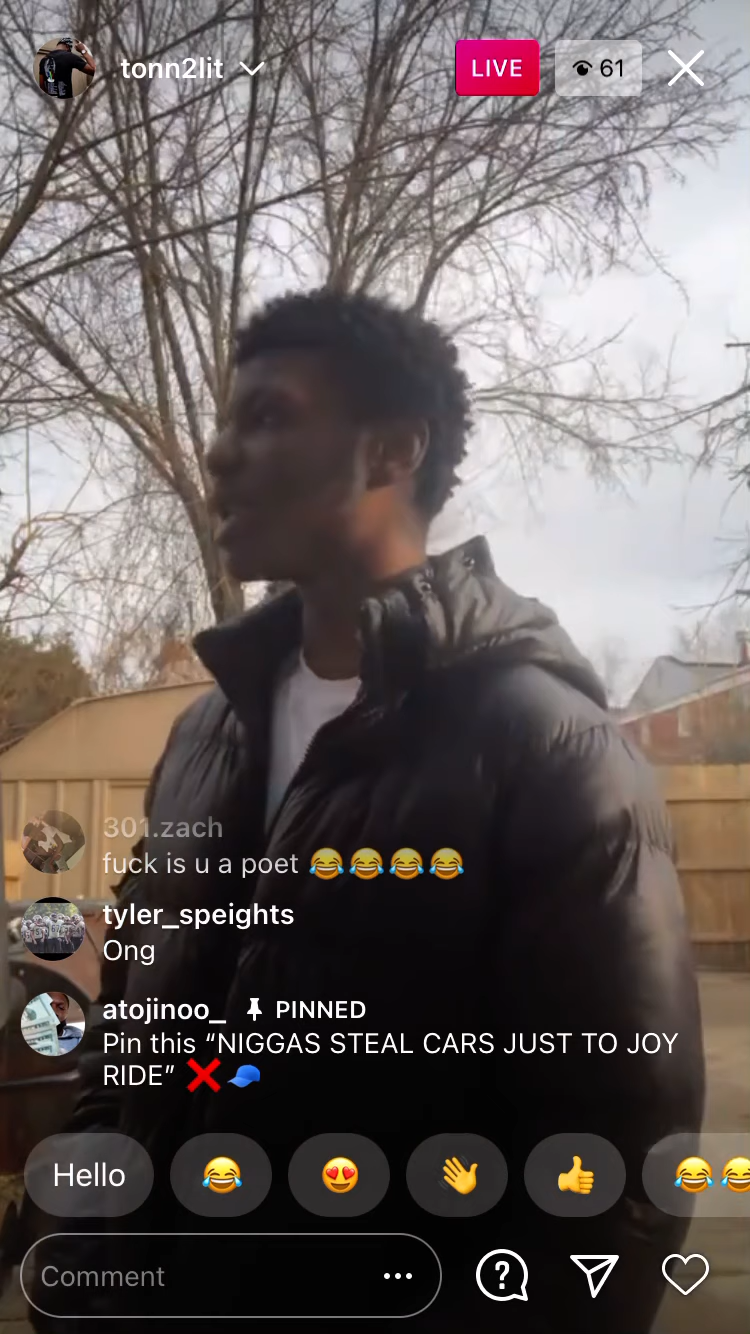 tonn2lit
LIVE
61
301.zach
fuck is u a poet 😂😂😂😂
tyler_speights
Ong
atojinoo_ PINNED
Pin this “NIGGAS STEAL CARS JUST TO JOY
RIDE” ❌🧢
Hello
Comment